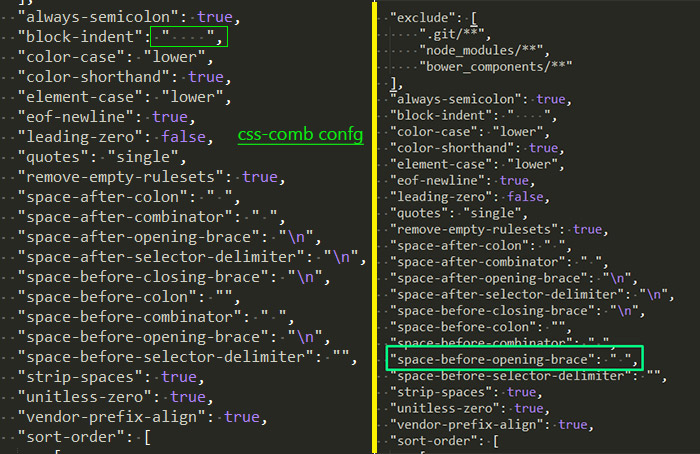 "always-semicolon": true,
"block-indent": "    ",
"color-case": "lower",
"color-shorthand": true,
"element-case": "lower",
"eof-newline": true,
"leading-zero": false,
"quotes": "single",
"remove-empty-rulesets": true,
"space-after-colon": " ",
"space-after-combinator": " ",
"space-after-opening-brace": "\n",
"space-after-selector-delimiter": "\n",
"space-before-closing-brace": "\n",
"space-before-colon": "",
"space-before-combinator": " ",
"space-before-opening-brace": "\n",
"space-before-selector-delimiter": "",
"strip-spaces": true,
"unitless-zero": true,
"vendor-prefix-align": true,
"sort-order": [
css-comb confg
"exclude": [
".git/**",
"node_modules/**",
"bower_components/**"
],
"always-semicolon": true,
"block-indent": "    ",
"color-case": "lower",
"color-shorthand": true,
"element-case": "lower",
"eof-newline": true,
"leading-zero": false,
"quotes": "single",
"remove-empty-rulesets": true,
"space-after-colon": " ",
"space-after-combinator": " ",
"space-after-opening-brace": "\n",
"space-after-selector-delimiter": "\n",
"space-before-closing-brace": "\n",
"space-before-colon": "",
"space-before-combinator": " ",
"space-before-opening-brace": " ",
"space-before-selector-delimiter": "",
"strip-spaces": true,
"unitless-zero": true,
"vendor-prefix-align": true,
"sort-order": [